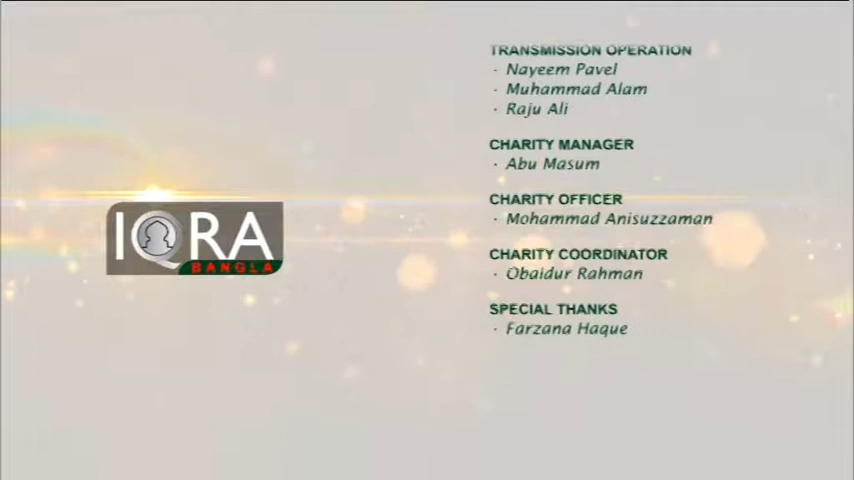 IQRA
BANGLA
TRANSMISSION OPERATION
- Nayeem Pavel
- Muhammad Alam
- Raju Ali
CHARITY MANAGER
- Abu Masum
CHARITY OFFICER
- Mohammad Anisuzzaman
CHARITY COORDINATOR
- Obaidur Rahman
SPECIAL THANKS
- Farzana Haque